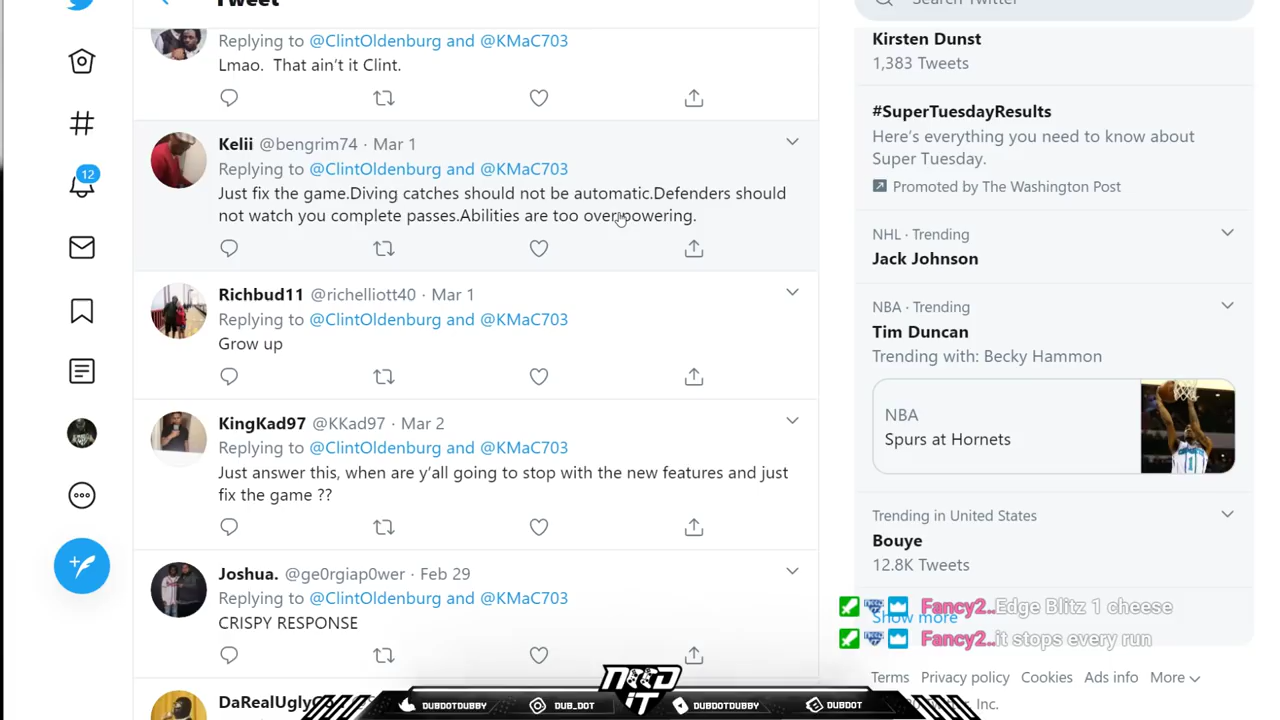 Tweet
Search Twitter
Replying to @ClintOldenburg and @KMaC703
Lmao.  That ain't it Clint.
Kelii @bengrim74 · Mar 1
Replying to @ClintOldenburg and @KMaC703
Just fix the game.Diving catches should not be automatic.Defenders should
not watch you complete passes.Abilities are too overpowering.
Richbud11 @richelliott40 · Mar 1
Replying to @ClintOldenburg and @KMaC703
Grow up
KingKad97 @KKad97 · Mar 2
Replying to @ClintOldenburg and @KMaC703
Just answer this, when are y'all going to stop with the new features and just
fix the game ??
Joshua. @ge0rgiap0wer · Feb 29
Replying to @ClintOldenburg and @KMaC703
CRISPY RESPONSE
12
Kirsten Dunst
1,383 Tweets
#SuperTuesdayResults
Here's everything you need to know about
Super Tuesday.
Promoted by The Washington Post
NHL · Trending
Jack Johnson
NBA · Trending
Tim Duncan
Trending with: Becky Hammon
NBA
Spurs at Hornets
Trending in United States
Bouye
12.8K Tweets
Show more
Fancy2..Edge Blitz 1 cheese
Fancy2..it stops every run
Terms Privacy policy Cookies Ads info More
Inc.
NEED
IT
DUBDOTDUBBY DUB_DOT DUBDOTDUBBY DUBDOT